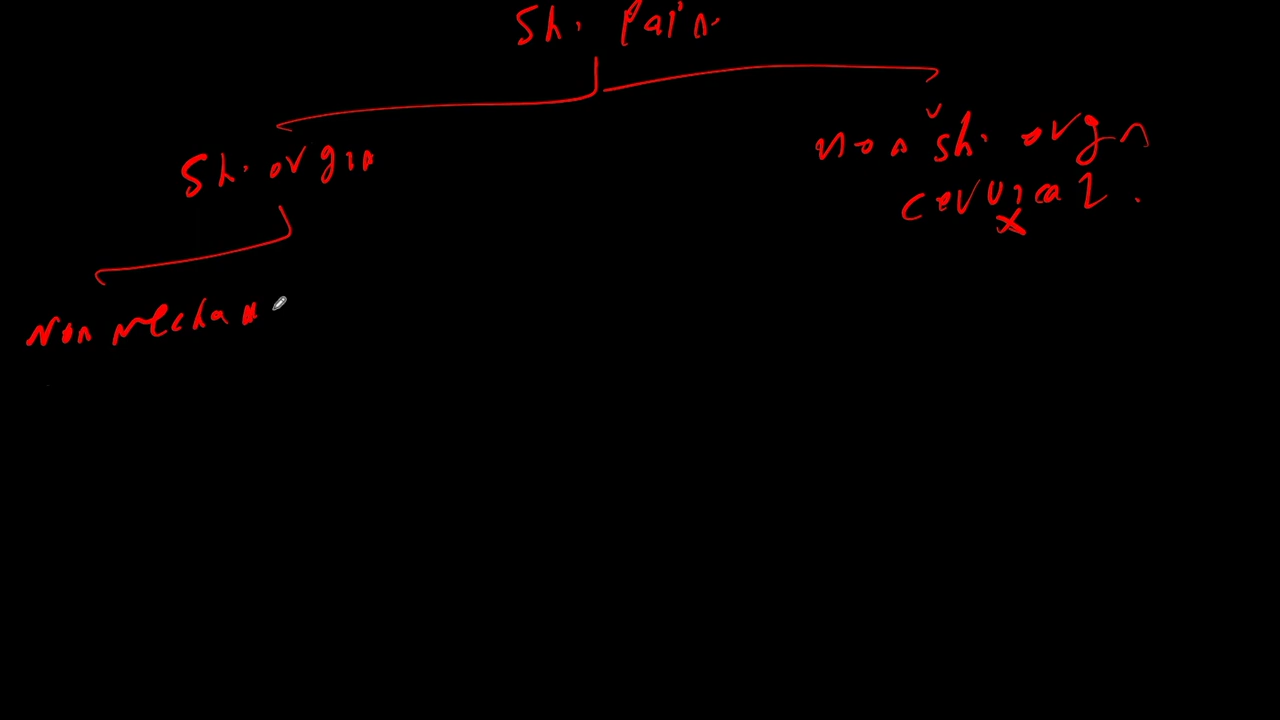 Sh. Pain.
Sh. orgin
non sh. orgn
cervical.
X
Non Mechan